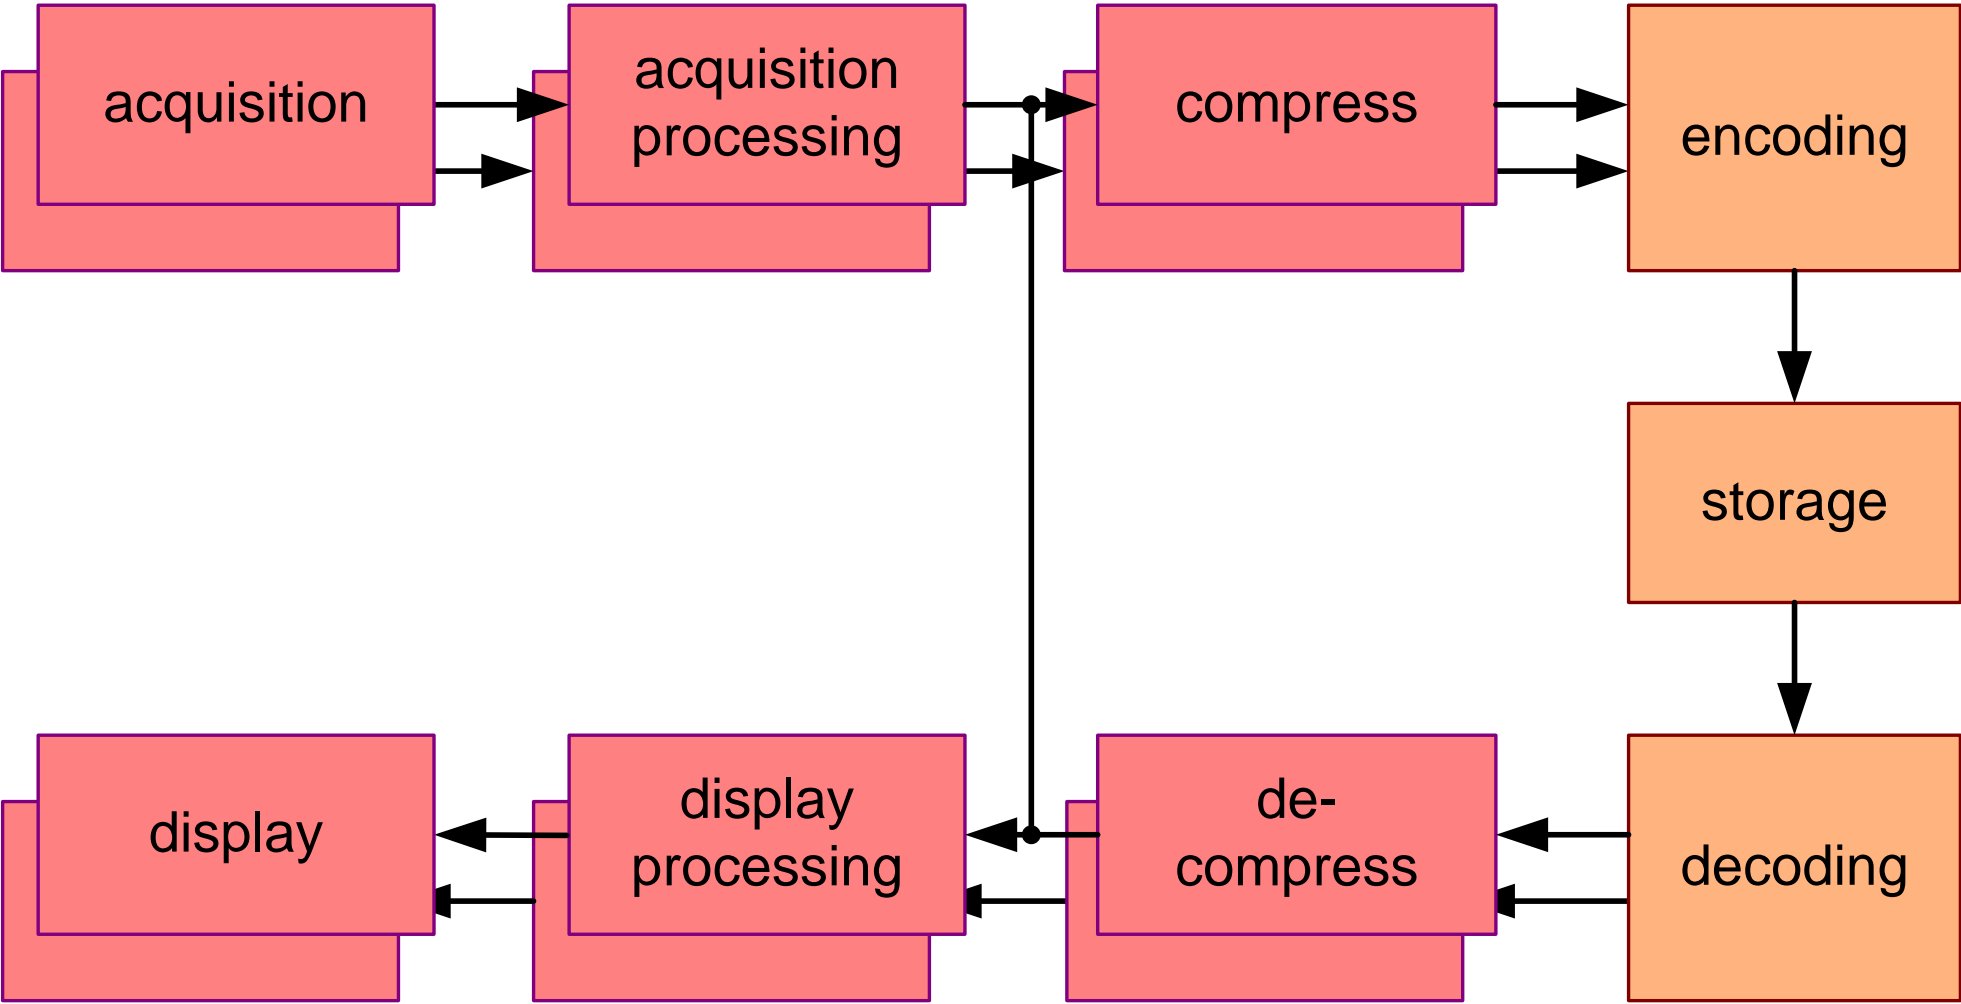 acquisition
acquisition
processing
compress
encoding
storage
display
display
processing
de-
compress
decoding